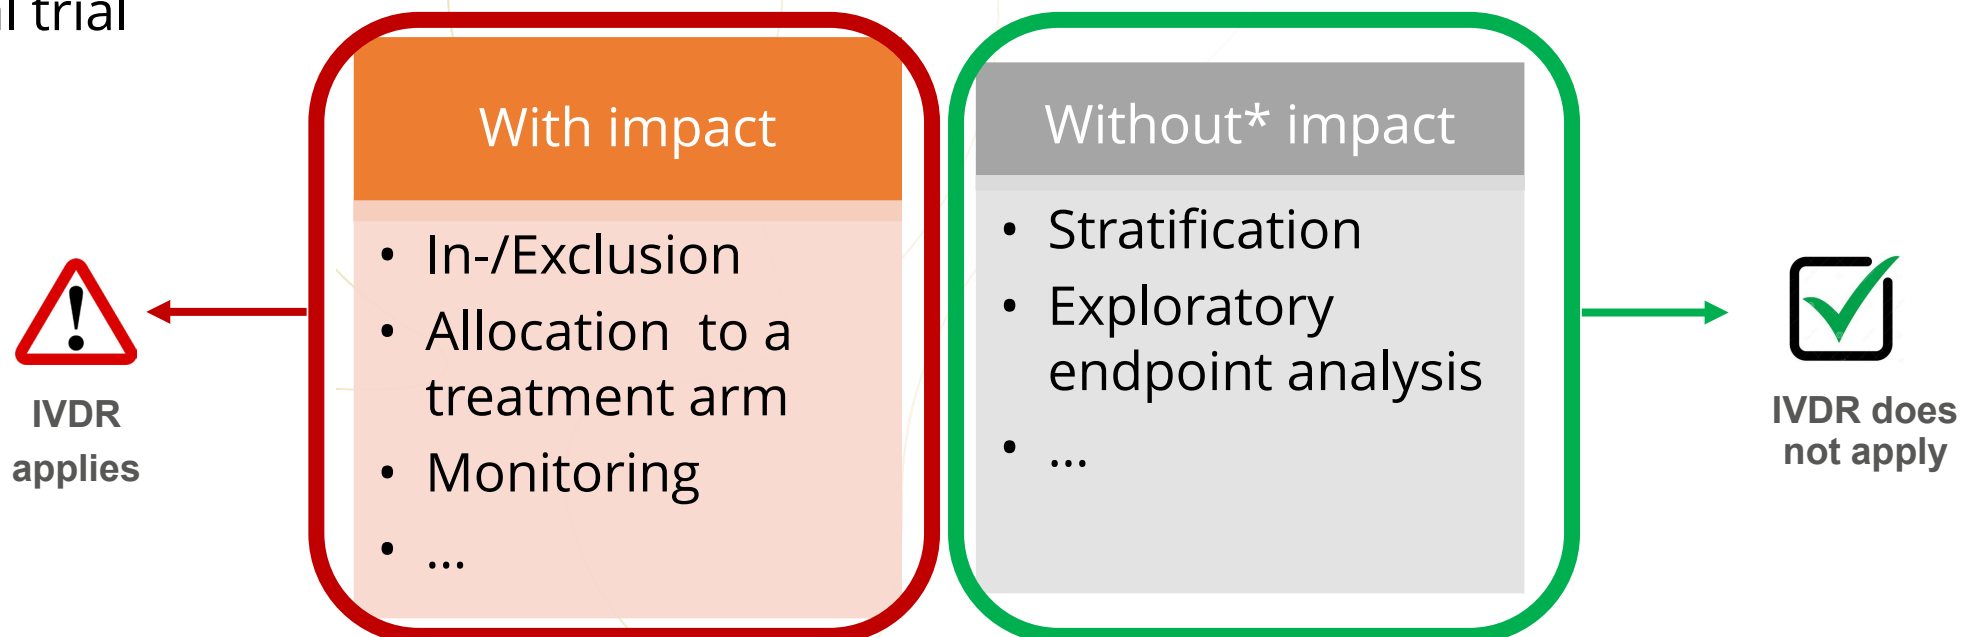 trial
With impact
• In-/Exclusion
• Allocation to a
treatment arm
• Monitoring
• ...
Without* impact
• Stratification
• Exploratory
endpoint analysis
• ...
IVDR
applies
IVDR does
not apply